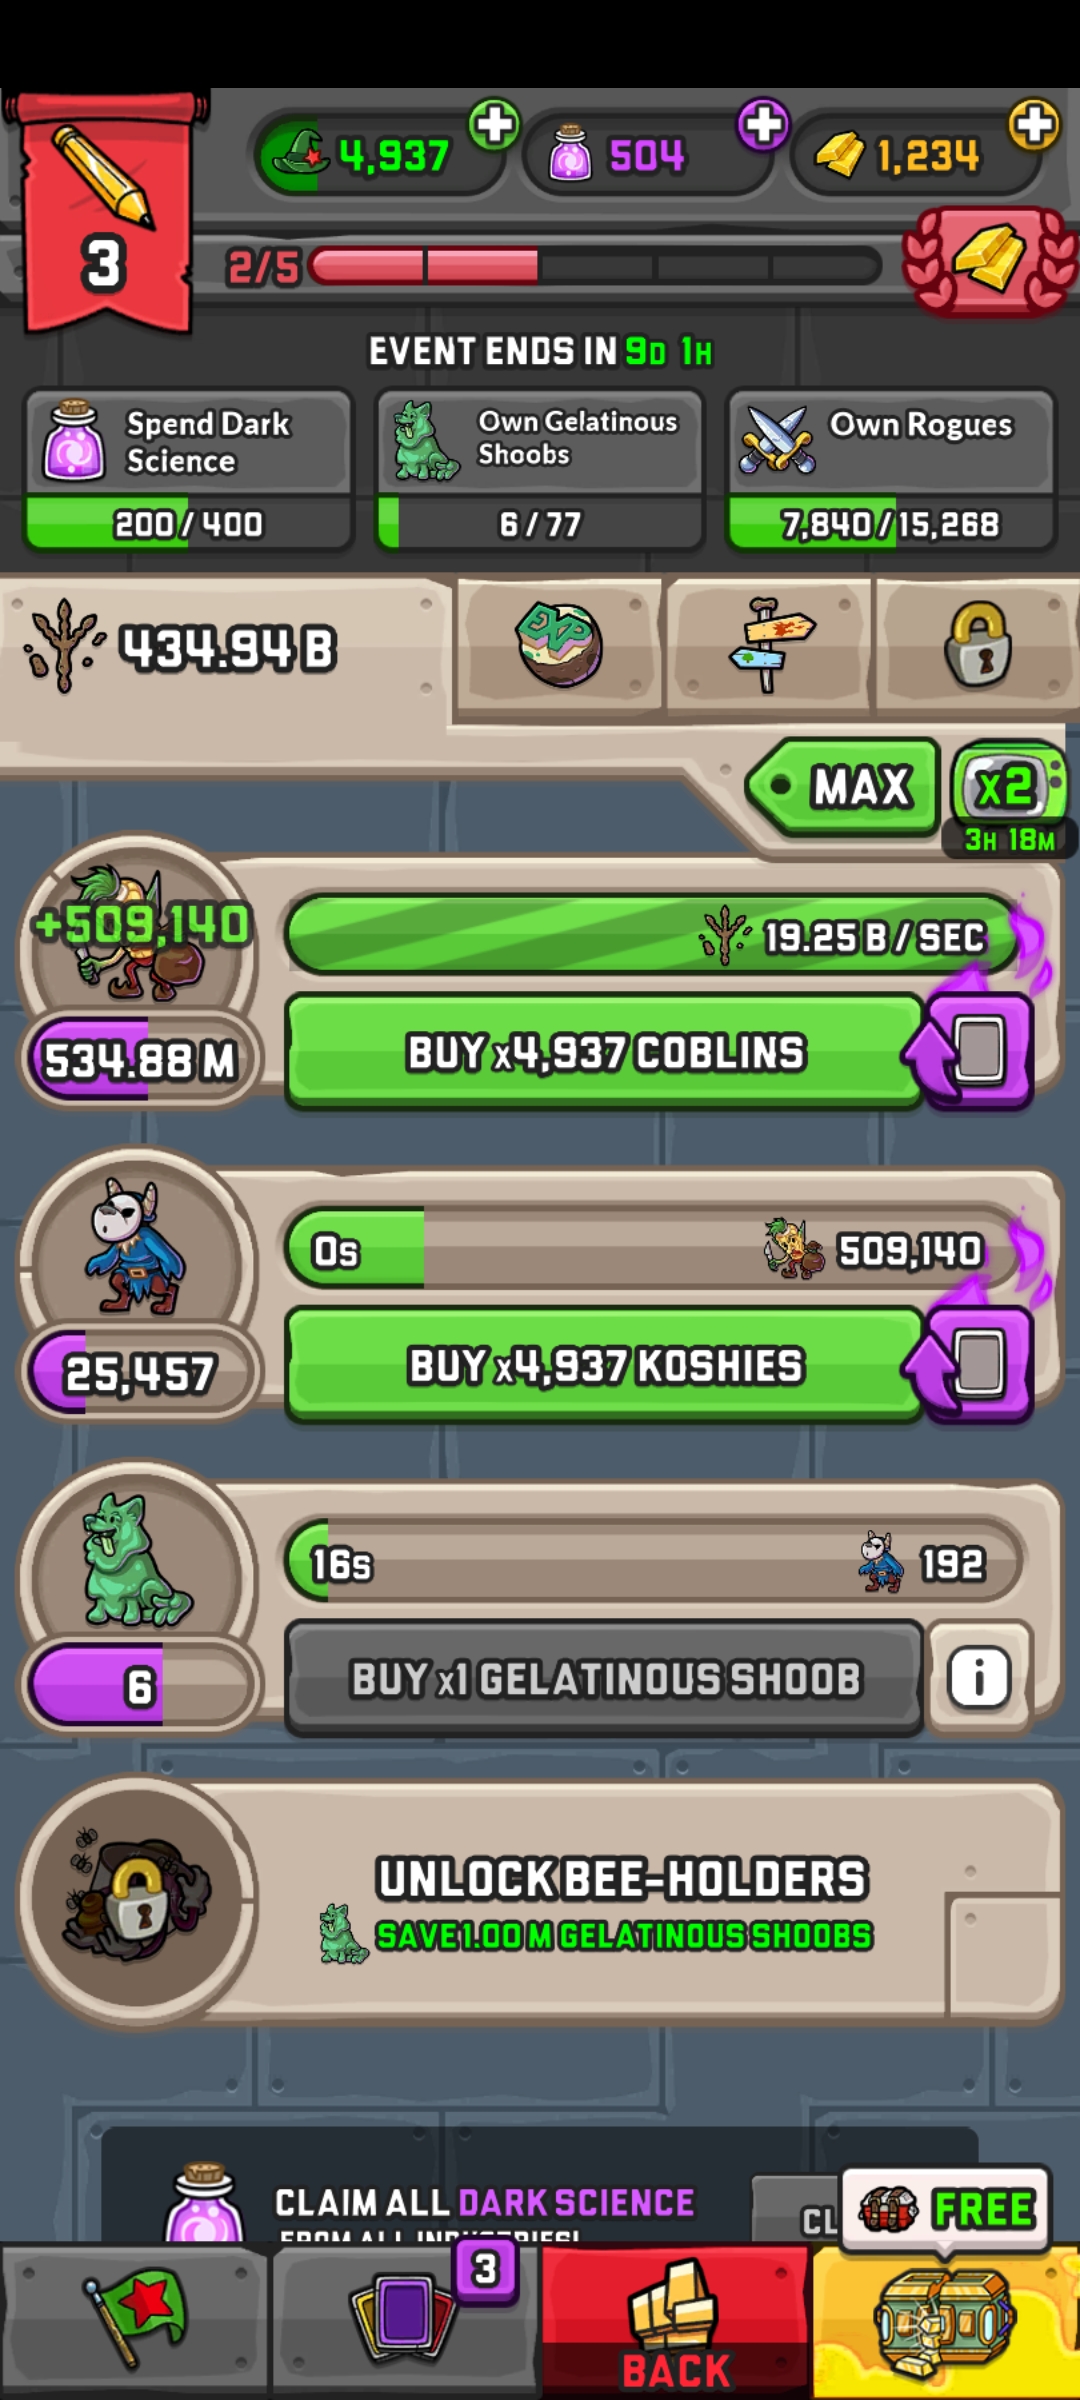 4,937
504
1,234
3
2/5
EVENT ENDS IN 9D 1H
Spend Dark
Science
200/400
Own Gelatinous
Shoobs
6/77
Own Rogues
7,840/15,268
434.94 B
EXP
MAX
x2
3H 18M
+509,140
19.25 B / SEC
534.88 M
BUY x4,937 COBLINS
0s
509,140
25,457
BUY x4,937 KOSHIES
16s
192
6
BUY x1 GELATINOUS SHOOB
i
UNLOCK BEE-HOLDERS
SAVE 1.00 M GELATINOUS SHOOBS
CLAIM ALL DARK SCIENCE
FROM ALL INDUSTRIES!
CL
FREE
3
BACK